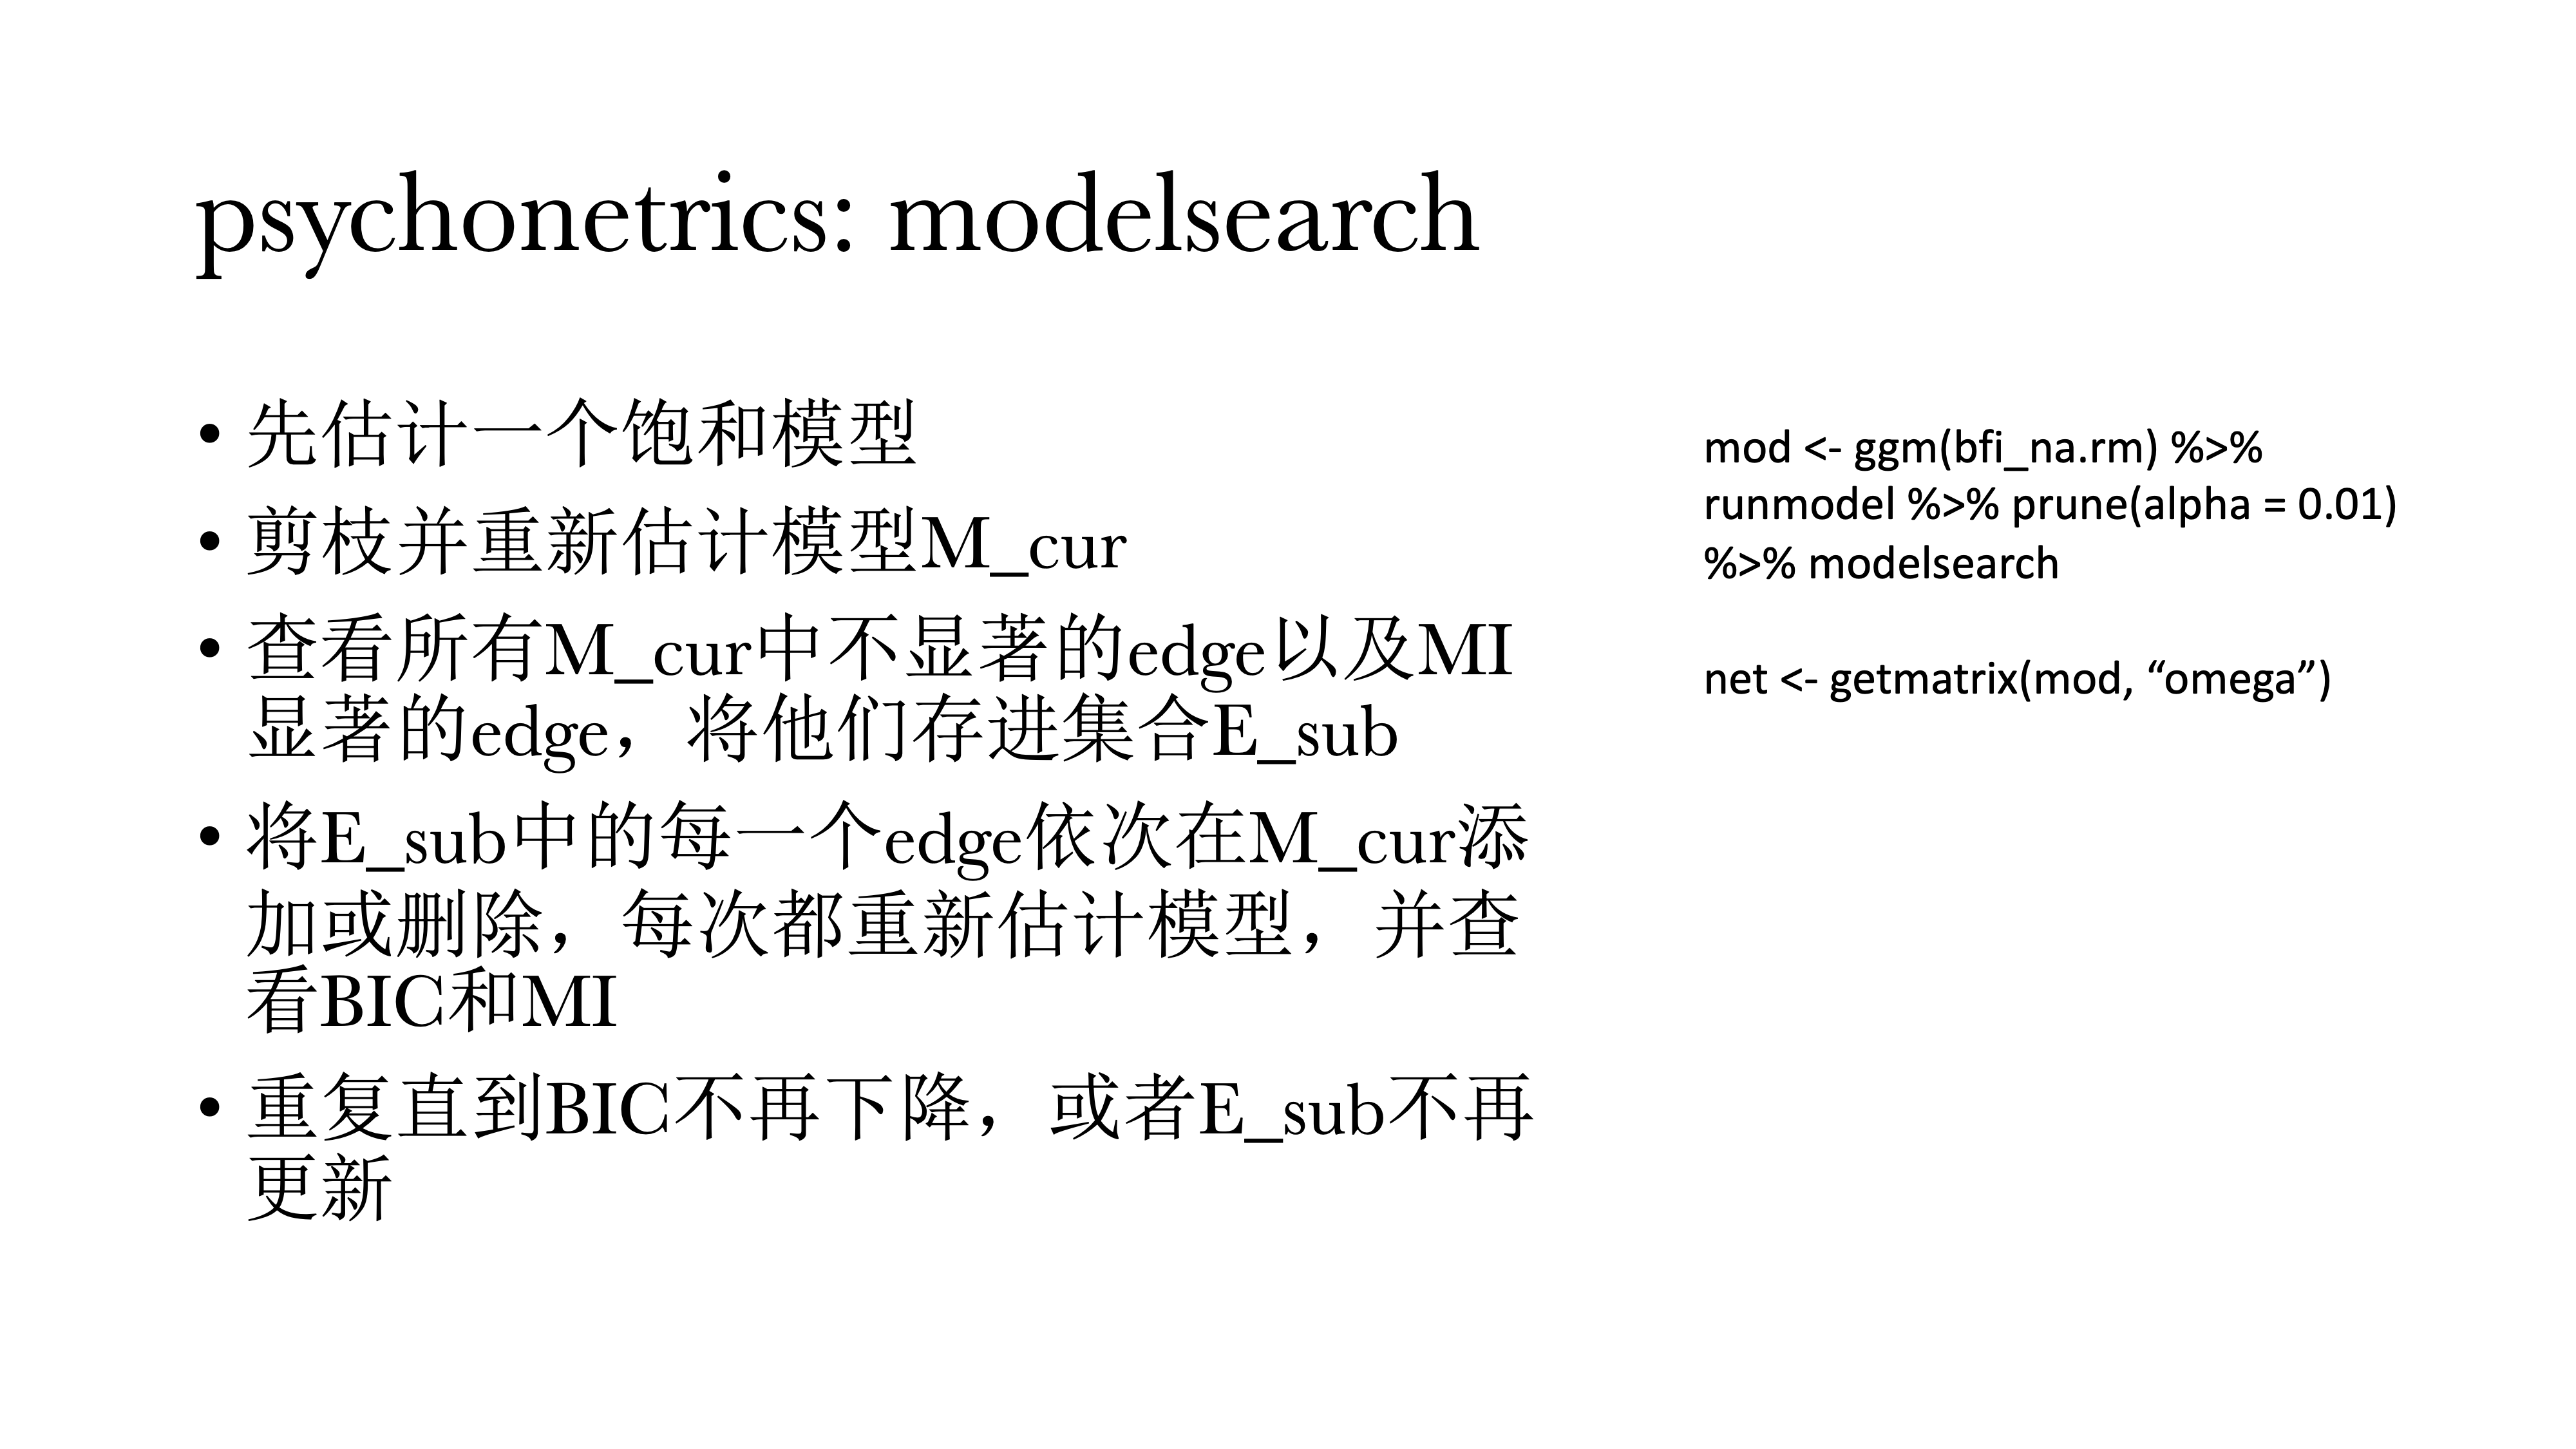 psychonetrics: modelsearch
• 先估计一个饱和模型
• 剪枝并重新估计模型M_cur
• 查看所有M_cur中不显著的edge以及MI
显著的edge，将他们存进集合E_sub
• 将E_sub中的每一个edge依次在M_cur添
加或删除，每次都重新估计模型，并查
看BIC和MI
• 重复直到BIC不再下降，或者E_sub不再
更新
mod <- ggm(bfi_na.rm) %>%
runmodel %>% prune(alpha = 0.01)
%>% modelsearch
net <- getmatrix(mod, “omega”)